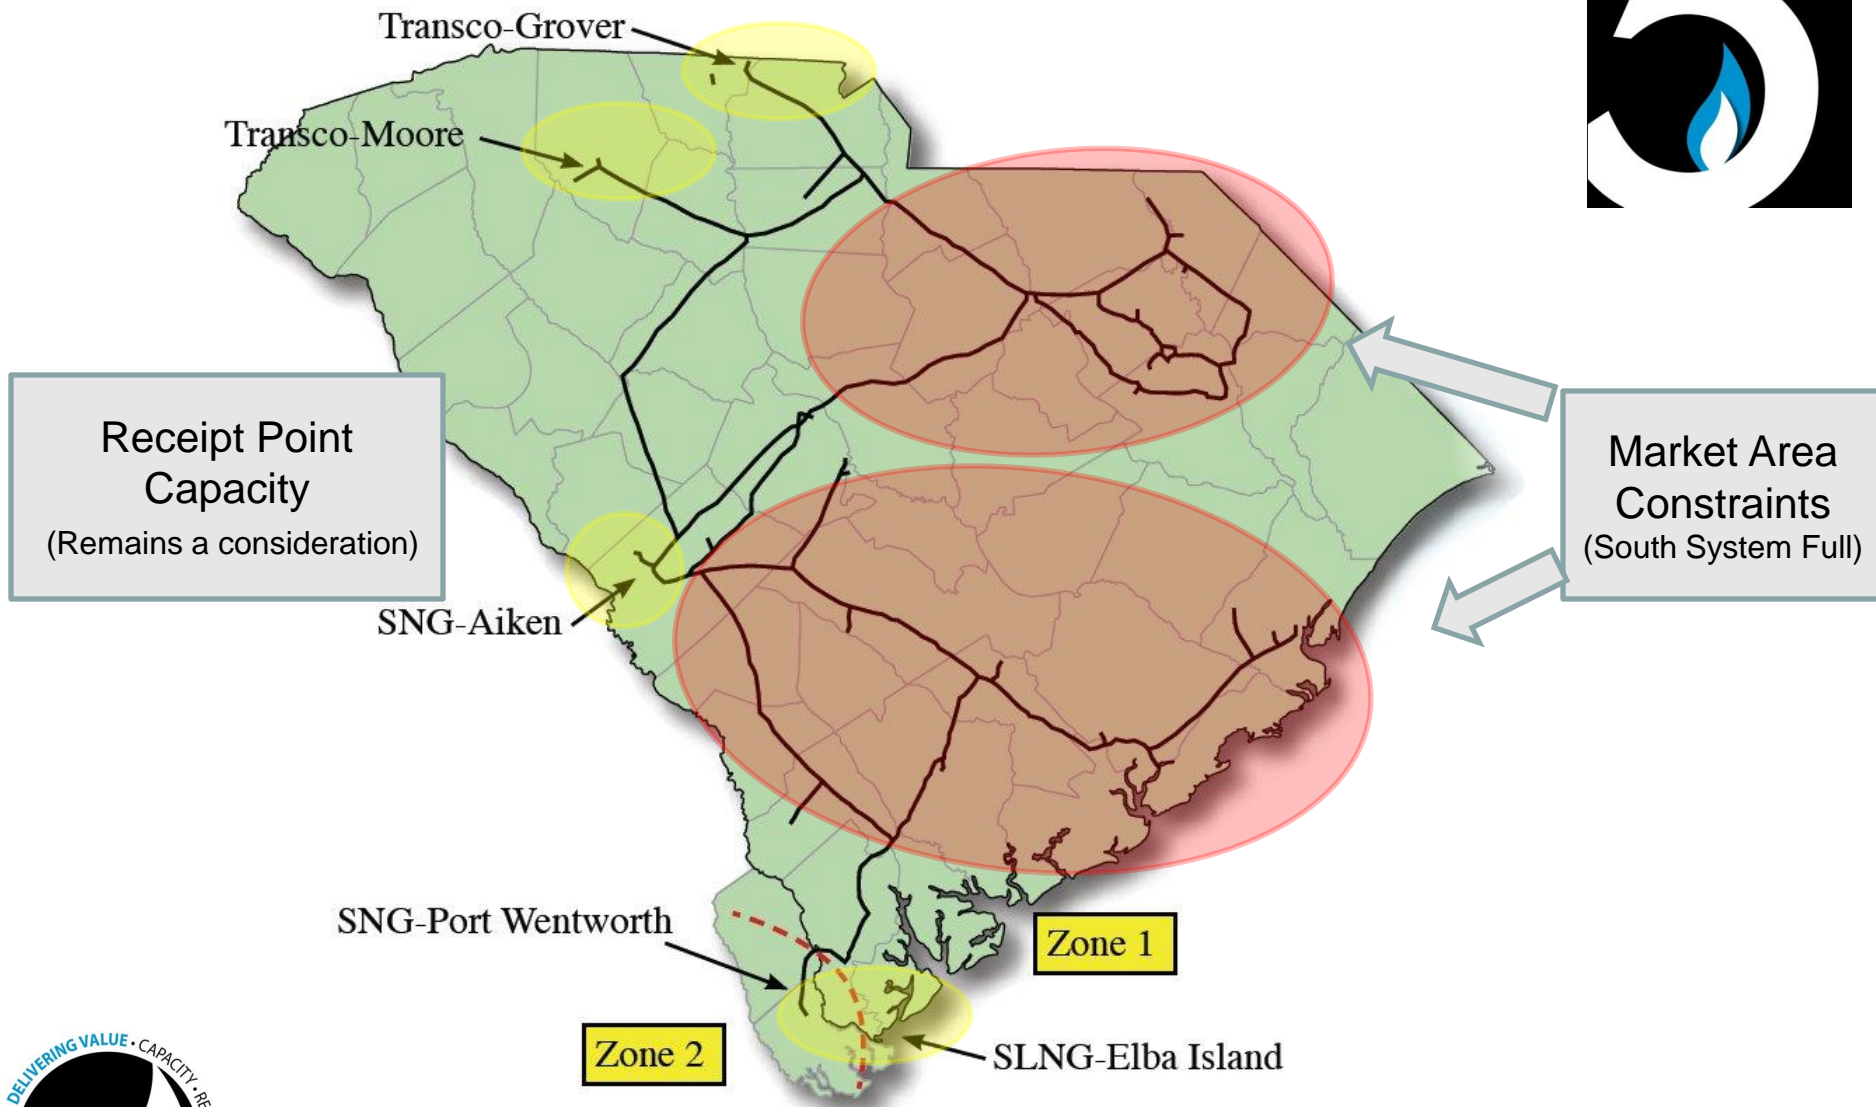 Transco-Grover
Transco-Moore
Receipt Point
Capacity
(Remains a consideration)
Market Area
Constraints
(South System Full)
SNG-Aiken
SNG-Port Wentworth
Zone 1
Zone 2
SLNG-Elba Island
DELIVERING VALUE • CAPACITY • RE